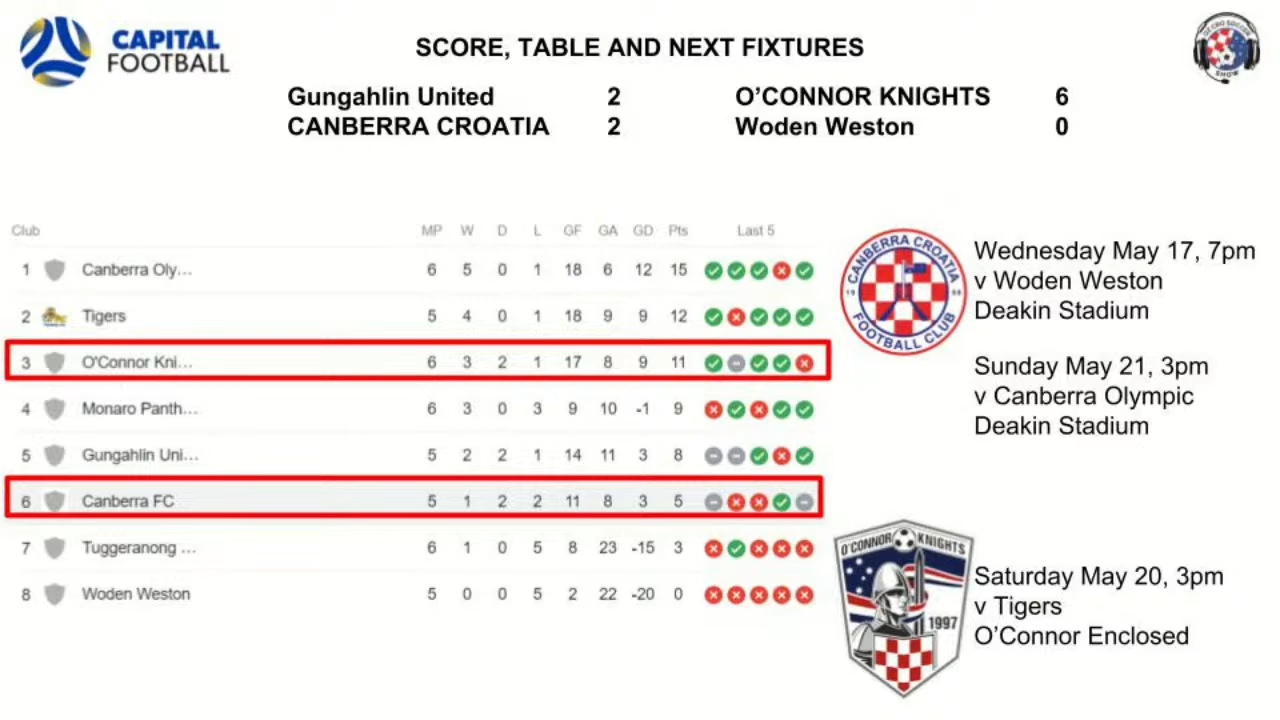 CAPITAL
FOOTBALL
SCORE, TABLE AND NEXT FIXTURES
OZ CRO SOCCER
SHOW
Gungahlin United 2 O'CONNOR KNIGHTS 6
CANBERRA CROATIA 2 Woden Weston 0
Club MP W D L GF GA GD Pts Last 5
1 Canberra Oly... 6 5 0 1 18 6 12 15
2 Tigers 5 4 0 1 18 9 9 12
3 O'Connor Kni... 6 3 2 1 17 8 9 11
4 Monaro Panth... 6 3 0 3 9 10 -1 9
5 Gungahlin Uni... 5 2 2 1 14 11 3 8
6 Canberra FC 5 1 2 2 11 8 3 5
7 Tuggeranong ... 6 1 0 5 8 23 -15 3
8 Woden Weston 5 0 0 5 2 22 -20 0
CANBERRA CROATIA
FOOTBALL CLUB
Wednesday May 17, 7pm
v Woden Weston
Deakin Stadium
Sunday May 21, 3pm
v Canberra Olympic
Deakin Stadium
O'CONNOR KNIGHTS
1997
Saturday May 20, 3pm
v Tigers
O'Connor Enclosed